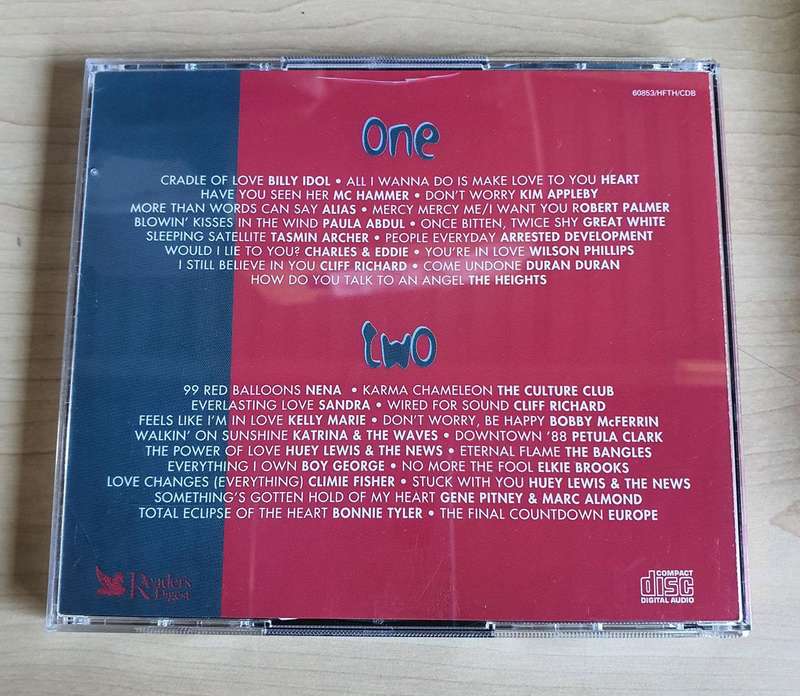 60853/HFTH/CDB
One
CRADLE OF LOVE BILLY IDOL • ALL I WANNA DO IS MAKE LOVE TO YOU HEART
HAVE YOU SEEN HER MC HAMMER • DON'T WORRY KIM APPLEBY
MORE THAN WORDS CAN SAY ALIAS • MERCY MERCY ME/I WANT YOU ROBERT PALMER
BLOWIN' KISSES IN THE WIND PAULA ABDUL • ONCE BITTEN, TWICE SHY GREAT WHITE
SLEEPING SATELLITE TASMIN ARCHER • PEOPLE EVERYDAY ARRESTED DEVELOPMENT
WOULD I LIE TO YOU? CHARLES & EDDIE • YOU'RE IN LOVE WILSON PHILLIPS
I STILL BELIEVE IN YOU CLIFF RICHARD • COME UNDONE DURAN DURAN
HOW DO YOU TALK TO AN ANGEL THE HEIGHTS
two
99 RED BALLOONS NENA • KARMA CHAMELEON THE CULTURE CLUB
EVERLASTING LOVE SANDRA • WIRED FOR SOUND CLIFF RICHARD
FEELS LIKE I'M IN LOVE KELLY MARIE • DON'T WORRY, BE HAPPY BOBBY McFERRIN
WALKIN' ON SUNSHINE KATRINA & THE WAVES • DOWNTOWN '88 PETULA CLARK
THE POWER OF LOVE HUEY LEWIS & THE NEWS • ETERNAL FLAME THE BANGLES
EVERYTHING I OWN BOY GEORGE • NO MORE THE FOOL ELKIE BROOKS
LOVE CHANGES (EVERYTHING) CLIMIE FISHER • STUCK WITH YOU HUEY LEWIS & THE NEWS
SOMETHING'S GOTTEN HOLD OF MY HEART GENE PITNEY & MARC ALMOND
TOTAL ECLIPSE OF THE HEART BONNIE TYLER • THE FINAL COUNTDOWN EUROPE
Readers
Digest
COMPACT
disc
DIGITAL AUDIO